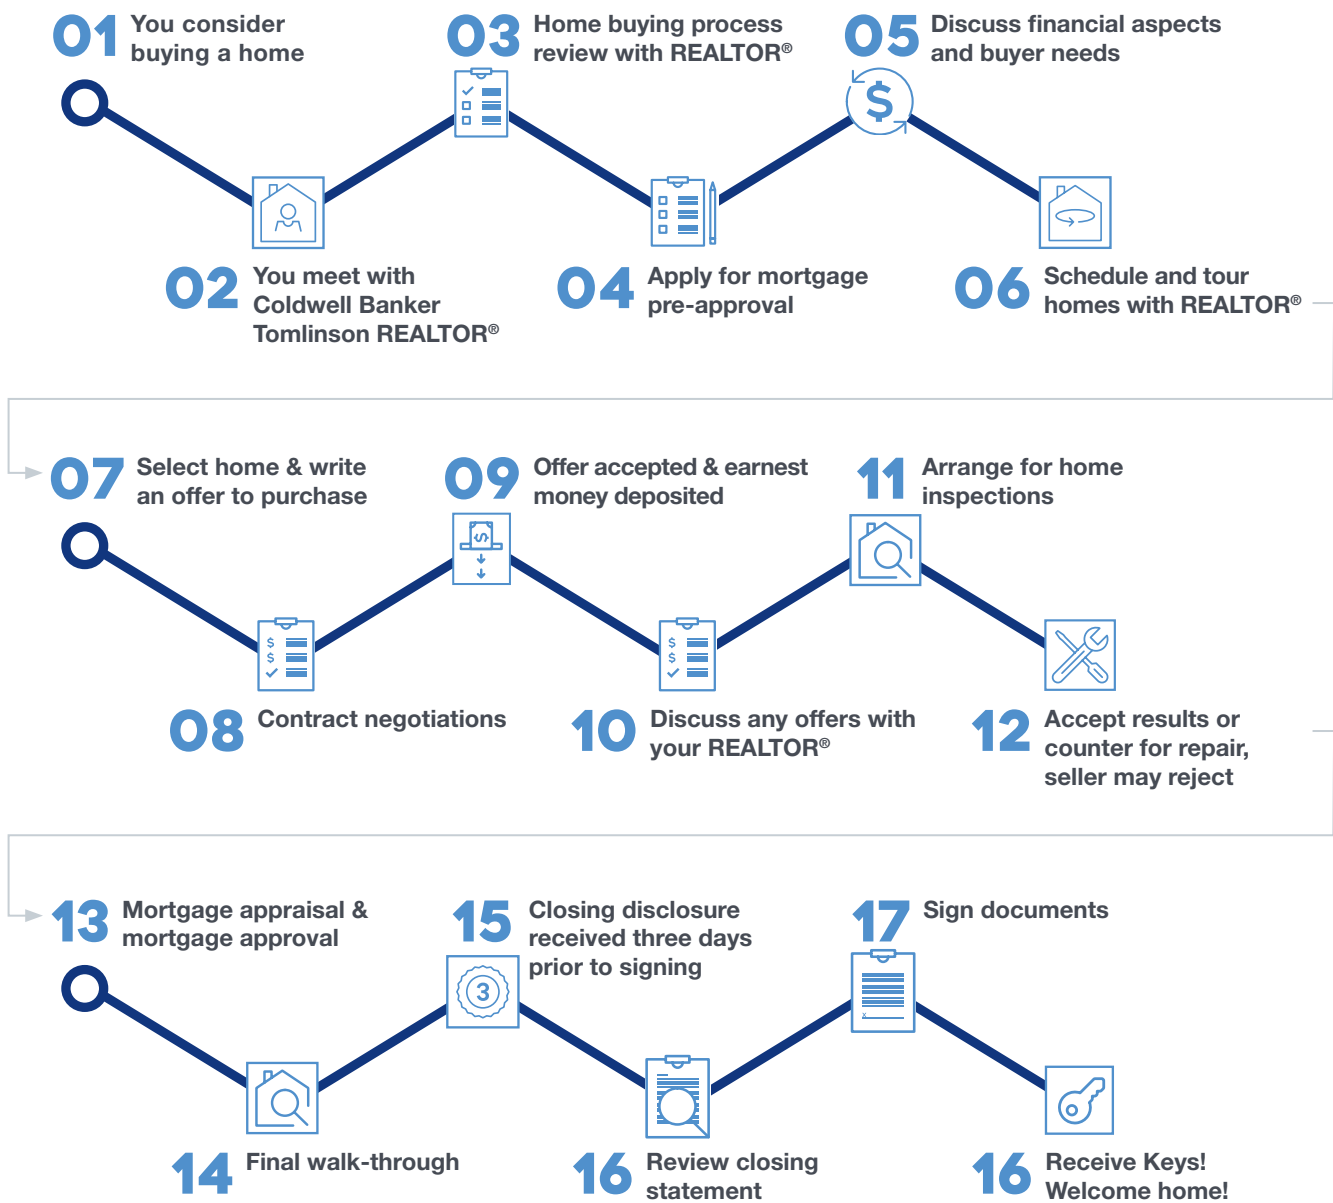 01 You consider
buying a home
03 Home buying process
review with REALTOR®
05 Discuss financial aspects
and buyer needs
$
02 You meet with
Coldwell Banker
Tomlinson REALTOR®
04 Apply for mortgage
pre-approval
06 Schedule and tour
homes with REALTOR®
07 Select home & write
an offer to purchase
09 Offer accepted & earnest
money deposited
11 Arrange for home
inspections
$
$
$
$
$
08 Contract negotiations
10 Discuss any offers with
your REALTOR®
12 Accept results or
counter for repair,
seller may reject
13 Mortgage appraisal &
mortgage approval
15 Closing disclosure
received three days
prior to signing
17 Sign documents
3
x
14 Final walk-through
16 Review closing
statement
16 Receive Keys!
Welcome home!